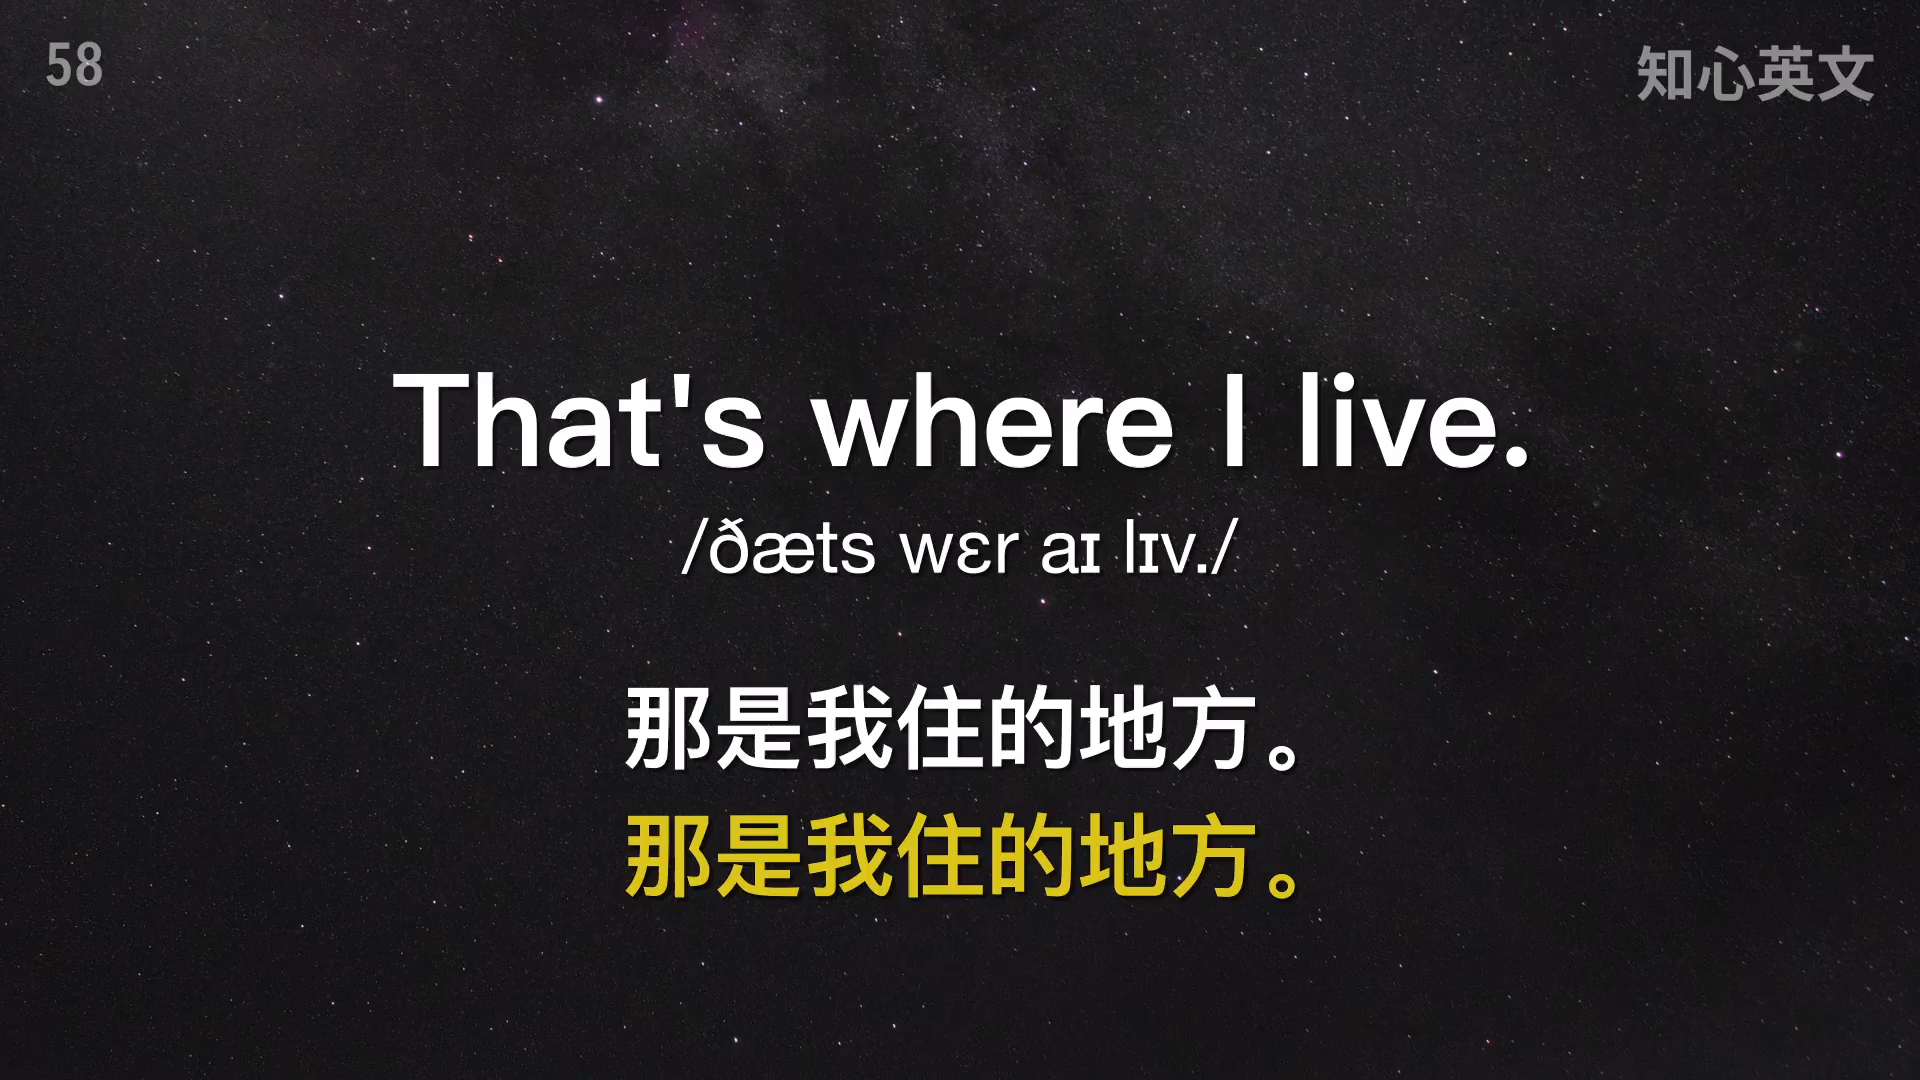 58
知心英文
That's where I live.
/ðæts wɛr aɪ lɪv./
那是我住的地方。
那是我住的地方。